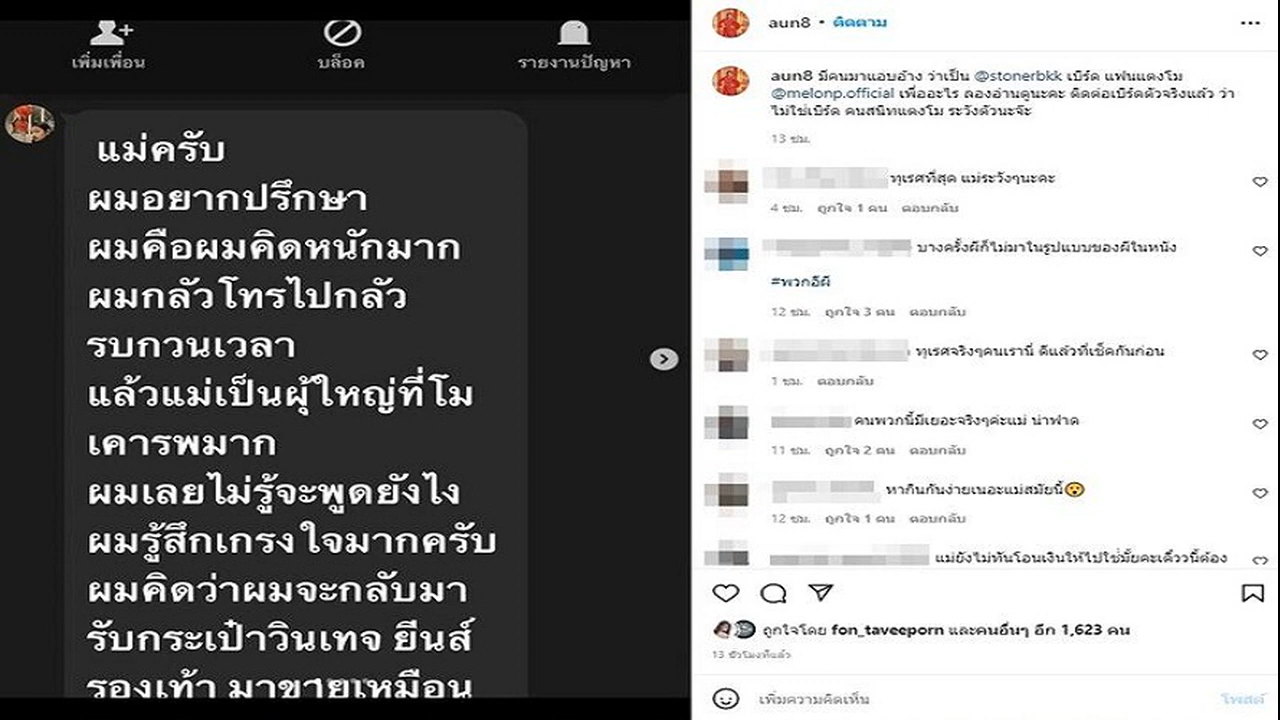 เพิ่มเพื่อน
บล็อค
รายงานปัญหา
แม่ครับ
ผมอยากปรึกษา
ผมคือผมคิดหนักมาก
ผมกลัวโทรไปกลัว
รบกวนเวลา
แล้วแม่เป็นผุ้ใหญ่ที่โม
เคารพมาก
ผมเลยไม่รู้จะพูดยังไง
ผมรู้สึกเกรงใจมากครับ
ผมคิดว่าผมจะกลับมา
รับกระเป๋าวินเทจ ยีนส์
รองเท้า มาขายเหมือน
aun8 • ติดตาม
aun8 มีคนมาแอบอ้าง ว่าเป็น @stonerbkk เบิร์ด แฟนแตงโม
@melonp.official เพื่ออะไร ลองอ่านดูนะคะ ติดต่อเบิร์ดตัวจริงแล้ว ว่า
ไม่ใช่เบิร์ด คนสนิทแตงโม ระวังตัวนะจ๊ะ
13 ชม.
ทุเรศที่สุด แม่ระวังๆนะคะ
4 ชม. ถูกใจ 1 คน ตอบกลับ
บางครั้งผีก็ไม่มาในรูปแบบของผีในหนัง
#พวกอีผี
12 ชม. ถูกใจ 3 คน ตอบกลับ
ทุเรศจริงๆคนเรานี่ ดีแล้วที่เช็คกันก่อน
1 ชม. ตอบกลับ
คนพวกนี้มีเยอะจริงๆค่ะแม่ น่าฟาด
11 ชม. ถูกใจ 2 คน ตอบกลับ
หากินกันง่ายเนอะแม่สมัยนี้😮
12 ชม. ถูกใจ 1 คน ตอบกลับ
แม่ยังไม่ทันโอนเงินให้ไปใช่มั้ยคะเดี๋ยวนี้ต้อง
ถูกใจโดย fon_taveeporn และคนอื่นๆ อีก 1,623 คน
13 ชั่วโมงที่แล้ว
เพิ่มความคิดเห็น
โพสต์